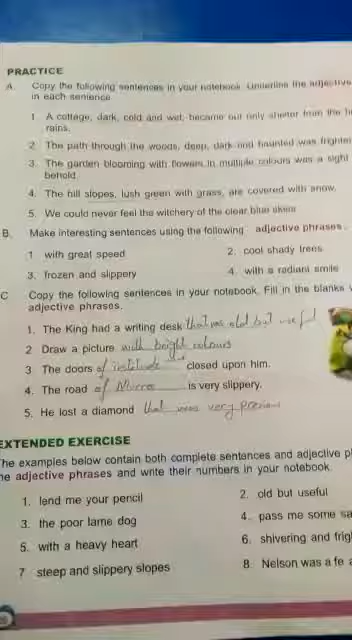 PRACTICE
A. Copy the following sentences in your notebook. Underline the adjective
in each sentence.
1. A cottage, dark, cold and wet, became our only shelter from the
rains.
2. The path through the woods, deep, dark and haunted was
3. The garden blooming with flowers in multiple colours was a sight
behold.
4. The hill slopes, lush green with grass, are covered with snow.
5. We could never feel the witchery of the clear blue skies
B. Make interesting sentences using the following adjective phrases.
1. with great speed
2. cool shady trees
3. frozen and slippery
4. with a radiant smile
C Copy the following sentences in your notebook. Fill in the blanks
adjective phrases.
1. The King had a writing desk that was old but useful
2 Draw a picture with bright colours
3 The doors of closed upon him.
4. The road of is very slippery.
5. He lost a diamond that was very
EXTENDED EXERCISE
The examples below contain both complete sentences and adjective
the adjective phrases and write their numbers in your notebook.
1. lend me your pencil
2. old but useful
3. the poor lame dog
4. pass me some
5. with a heavy heart
6. shivering and
7 steep and slippery slopes
8. Nelson was a